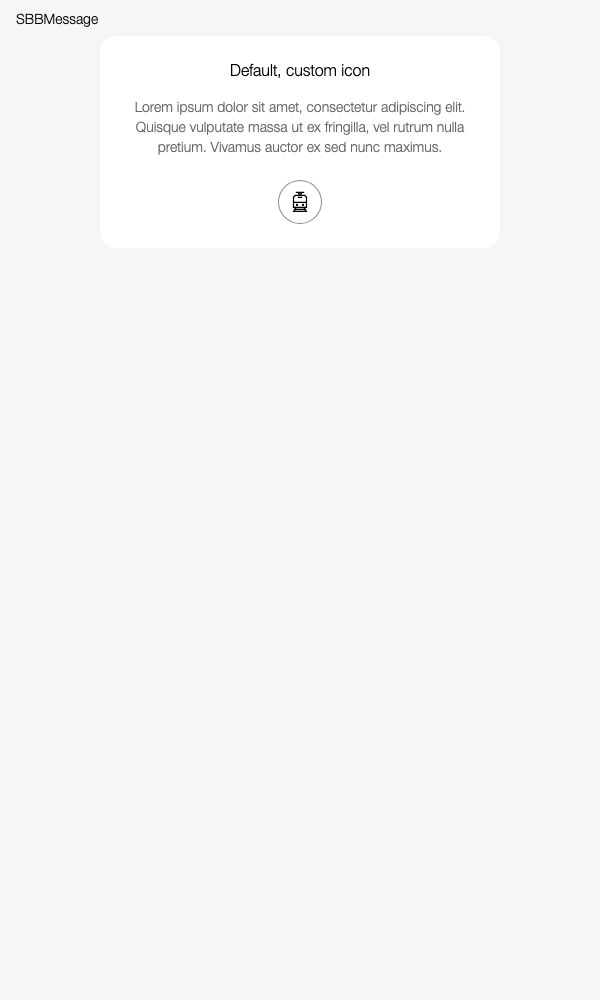 SBBMessage
Default, custom icon
Lorem ipsum dolor sit amet, consectetur adipiscing elit.
Quisque vulputate massa ut ex fringilla, vel rutrum nulla
pretium. Vivamus auctor ex sed nunc maximus.